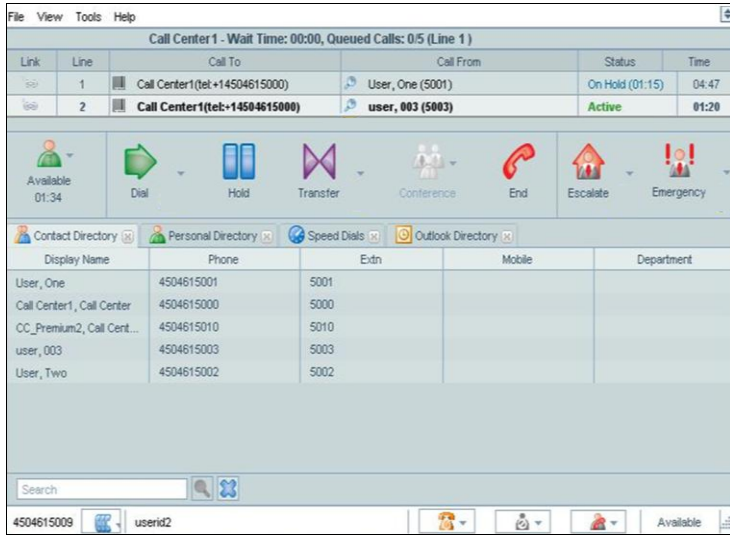 File View Tools Help
Call Center1 - Wait Time: 00:00, Queued Calls: 0/5 (Line 1 )
Link Line Call To Call From Status Time
1 Call Center1(tel:+14504615000) User, One (5001) On Hold (01:15) 04:47
2 Call Center1(tel:+14504615000) user, 003 (5003) Active 01:20
Available
01:34
Dial Hold Transfer Conference End Escalate Emergency
Contact Directory Personal Directory Speed Dials Outlook Directory
Display Name Phone Extn Mobile Department
User, One 4504615001 5001
Call Center1, Call Center 4504615000 5000
CC_Premium2, Call Cent... 4504615010 5010
user, 003 4504615003 5003
User, Two 4504615002 5002
Search
4504615009 userid2 Available